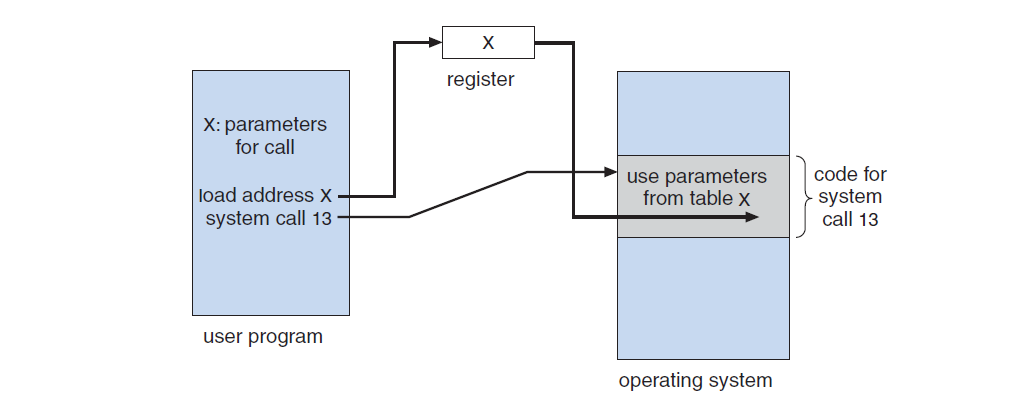 X
register
X: parameters
for call
load address X
system call 13
user program
use parameters
from table X
code for
system
call 13
operating system